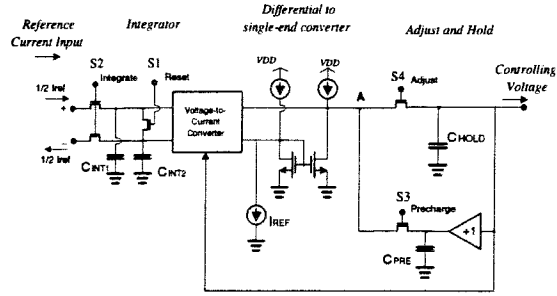 Reference
Current Input
Integrator
Differential to
single-end converter
Adjust and Hold
S2
Integrate
S1
Reset
VDD
VDD
S4
Adjust
Controlling
Voltage
1/2 Iref
+
A
Voltage-to-
Current
Converter
-
1/2 Iref
CINT1
CINT2
CHOLD
IREF
S3
Precharge
+1
CPRE